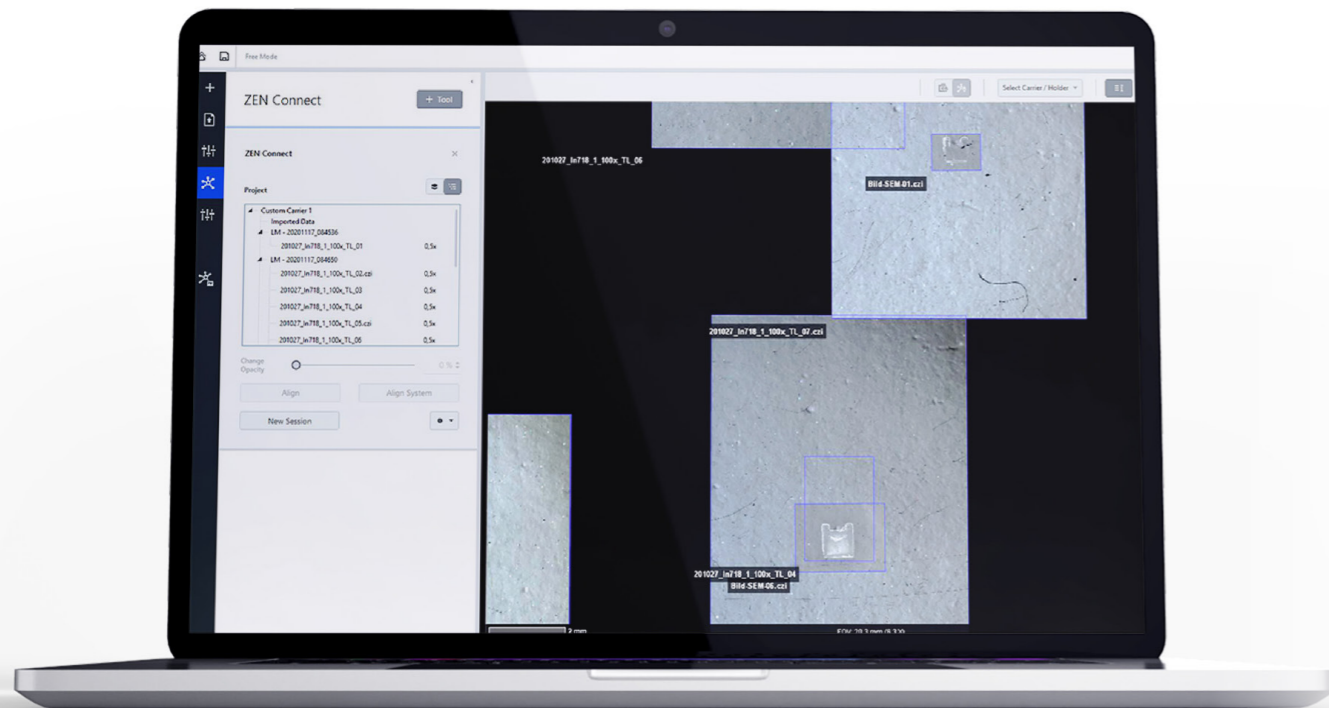 Free Mode
ZEN Connect
+ Tool
Select Carrier / Holder
ZEN Connect
Project
Custom Carrier 1
Imported Data
LM - 20201117_084536
201027_In718_1_100x_TL_01 0,5x
LM - 20201117_084650
201027_In718_1_100x_TL_02.czi 0,5x
201027_In718_1_100x_TL_03 0,5x
201027_In718_1_100x_TL_04 0,5x
201027_In718_1_100x_TL_05.czi 0,5x
201027_In718_1_100x_TL_06 0,5x
Change
Opacity
0 %
Align
Align System
New Session
201027_In718_1_100x_TL_06
Bild-SEM-01.czi
201027_In718_1_100x_TL_07.czi
201027_In718_1_100x_TL_04
Bild-SEM-06.czi
2 mm